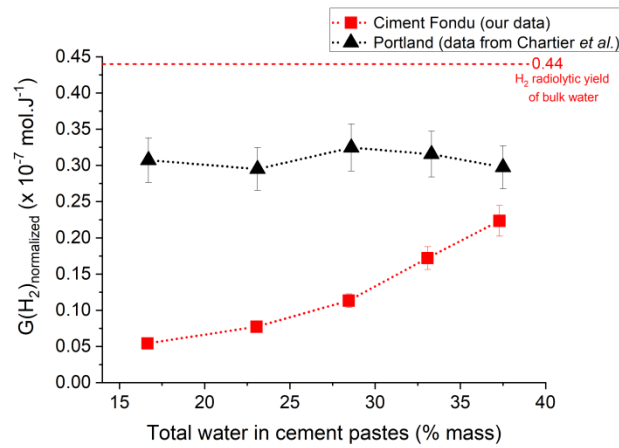 Ciment Fondu (our data)
Portland (data from Chartier et al.)
0.45
0.44
H₂ radiolytic yield
of bulk water
0.40
0.35
0.30
0.25
0.20
0.15
0.10
0.05
0.00
G(H₂)normalized (x 10⁻⁷ mol.J⁻¹)
15 20 25 30 35 40
Total water in cement pastes (% mass)